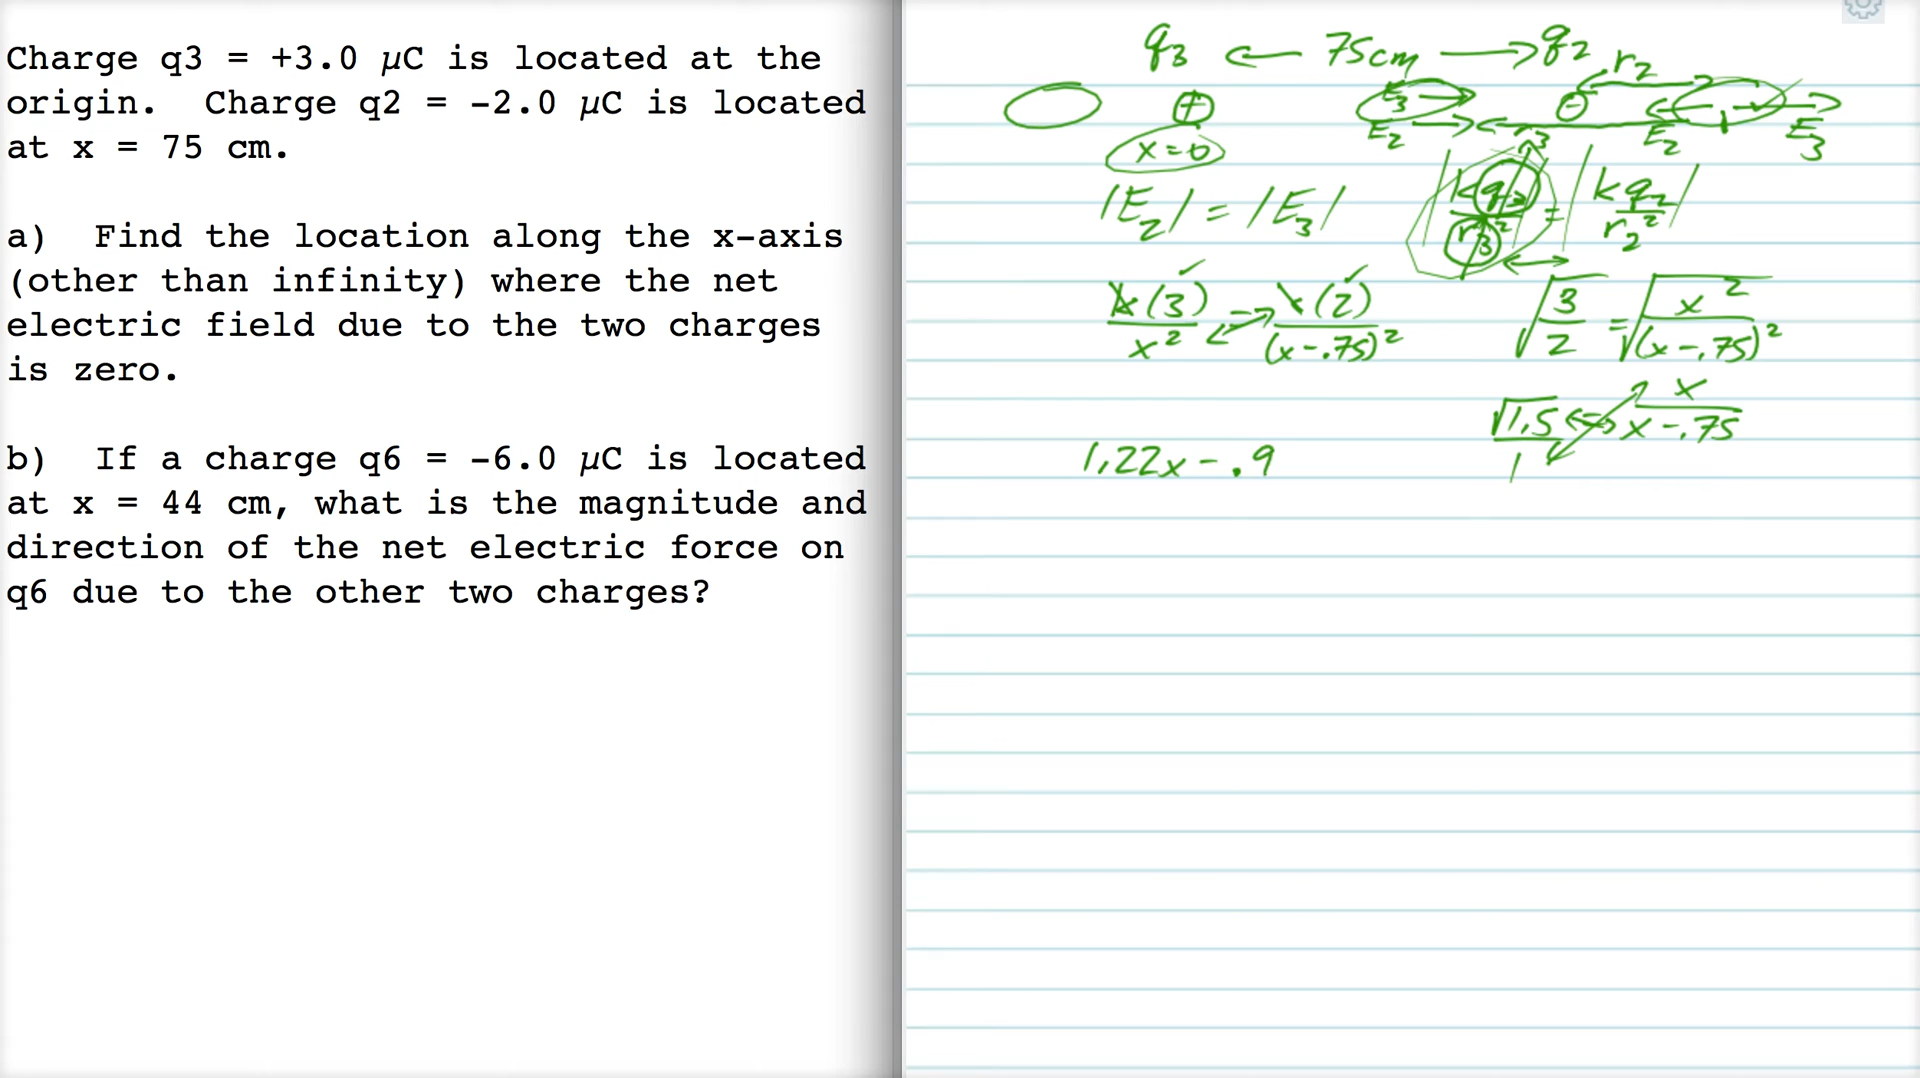 Charge q3 = +3.0 μC is located at the
origin. Charge q2 = -2.0 μC is located
at x = 75 cm.
a) Find the location along the x-axis
(other than infinity) where the net
electric field due to the two charges
is zero.
b) If a charge q6 = -6.0 μC is located
at x = 44 cm, what is the magnitude and
direction of the net electric force on
q6 due to the other two charges?
q3 ← 75cm → q2
r2
+ E3 → −
E2 → r3 ← E2 E3
x=0
|E2| = |E3| |kq3/r3²| = |kq2/r2²|
k(3)/x² = k(2)/(x-.75)² √(3/2) = √(x²/(x-.75)²)
√1.5/1 = x/(x-.75)
1.22x - .9